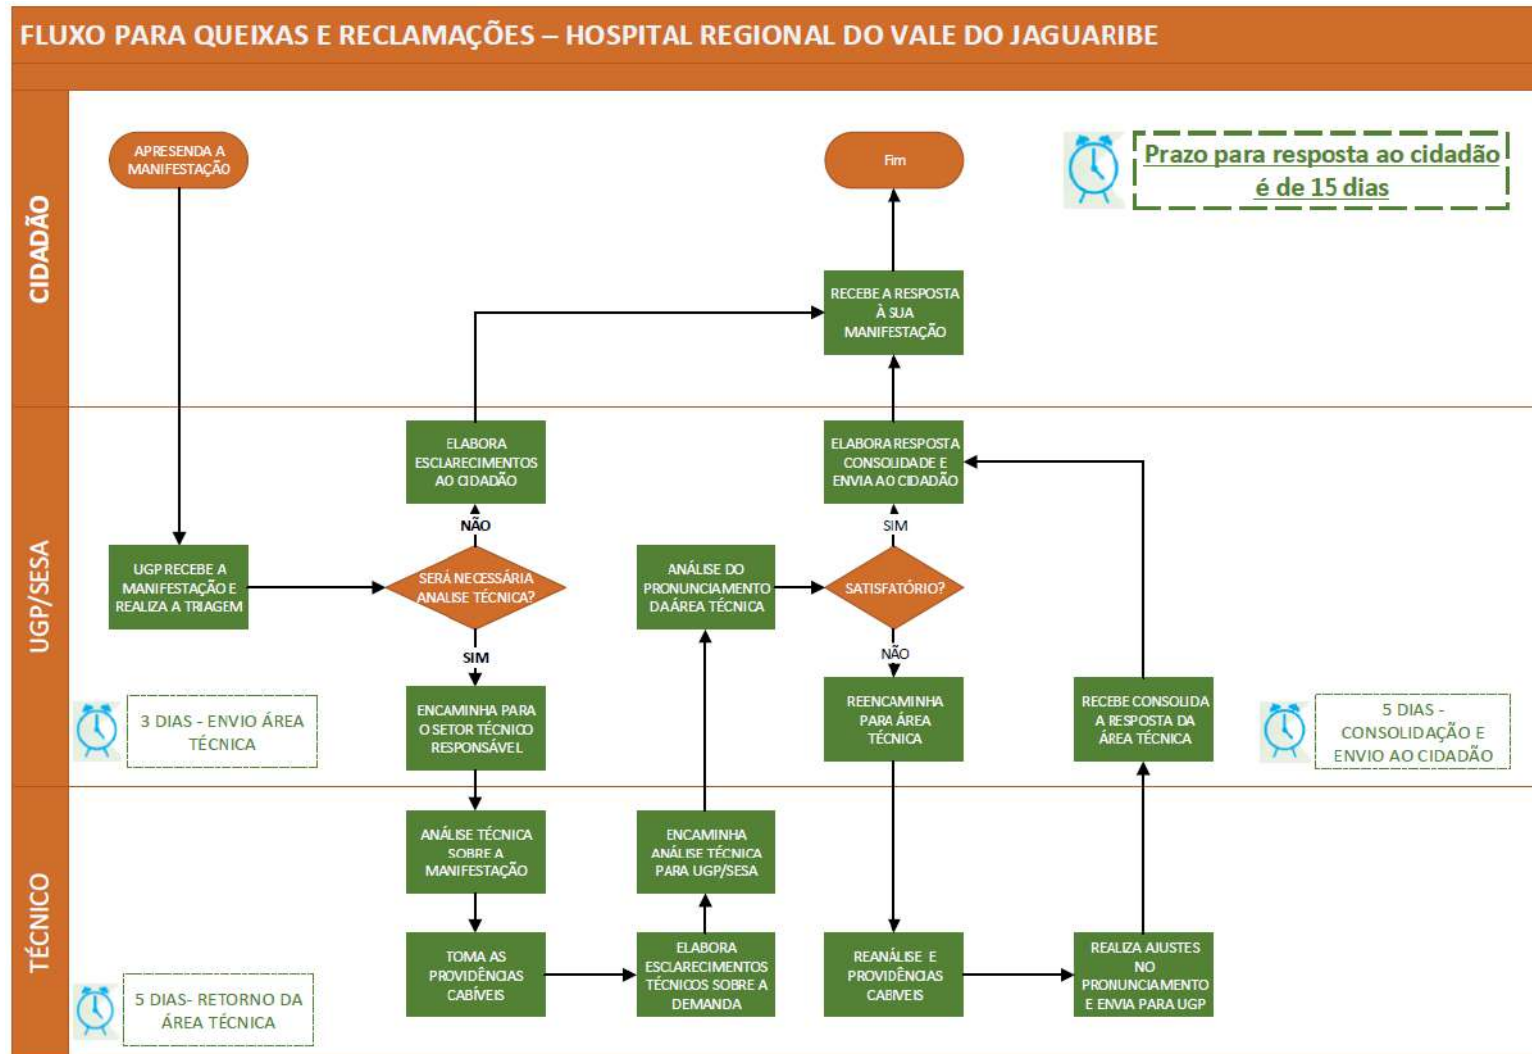 FLUXO PARA QUEIXAS E RECLAMAÇÕES – HOSPITAL REGIONAL DO VALE DO JAGUARIBE
CIDADÃO
APRESENDA A
MANIFESTAÇÃO
Fim
Prazo para resposta ao cidadão
é de 15 dias
RECEBE A RESPOSTA
À SUA
MANIFESTAÇÃO
UGP/SESA
ELABORA
ESCLARECIMENTOS
AO CIDADÃO
ELABORA RESPOSTA
CONSOLIDADE E
ENVIA AO CIDADÃO
NÃO
SIM
UGP RECEBE A
MANIFESTAÇÃO E
REALIZA A TRIAGEM
SERÁ NECESSÁRIA
ANALISE TÉCNICA?
ANÁLISE DO
PRONUNCIAMENTO
DA ÁREA TÉCNICA
SATISFATÓRIO?
SIM
NÃO
3 DIAS - ENVIO ÁREA
TÉCNICA
ENCAMINHA PARA
O SETOR TÉCNICO
RESPONSÁVEL
REENCAMINHA
PARA ÁREA
TÉCNICA
RECEBE CONSOLIDA
A RESPOSTA DA
ÁREA TÉCNICA
5 DIAS -
CONSOLIDAÇÃO E
ENVIO AO CIDADÃO
TÉCNICO
ANÁLISE TÉCNICA
SOBRE A
MANIFESTAÇÃO
ENCAMINHA
ANÁLISE TÉCNICA
PARA UGP/SESA
5 DIAS- RETORNO DA
ÁREA TÉCNICA
TOMA AS
PROVIDÊNCIAS
CABÍVEIS
ELABORA
ESCLARECIMENTOS
TÉCNICOS SOBRE A
DEMANDA
REANÁLISE E
PROVIDÊNCIAS
CABIVEIS
REALIZA AJUSTES
NO
PRONUNCIAMENTO
E ENVIA PARA UGP